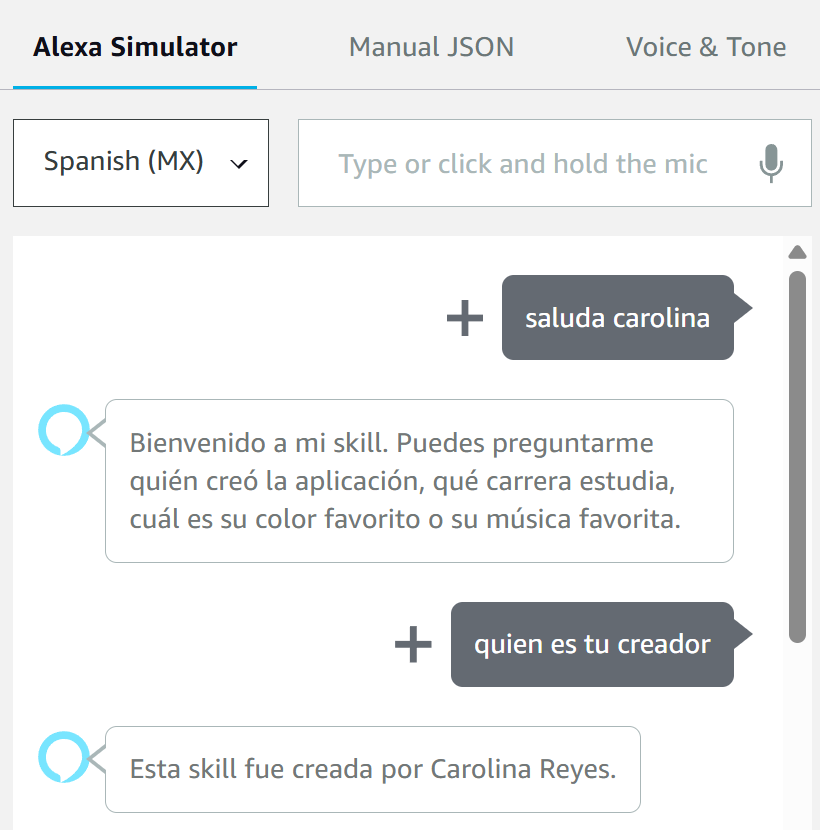 Alexa Simulator
Manual JSON
Voice & Tone
Spanish (MX)
Type or click and hold the mic
saluda carolina
Bienvenido a mi skill. Puedes preguntarme
quién creó la aplicación, qué carrera estudia,
cuál es su color favorito o su música favorita.
quien es tu creador
Esta skill fue creada por Carolina Reyes.